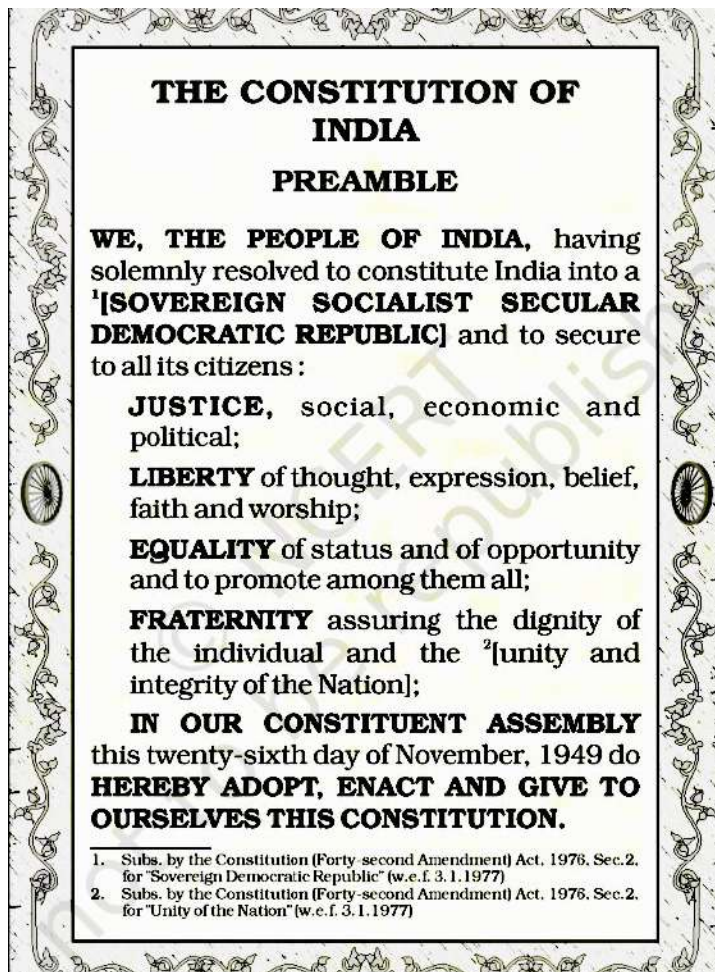 THE CONSTITUTION OF
INDIA
PREAMBLE
WE, THE PEOPLE OF INDIA, having
solemnly resolved to constitute India into a
¹[SOVEREIGN SOCIALIST SECULAR
DEMOCRATIC REPUBLIC] and to secure
to all its citizens :
JUSTICE, social, economic and
political;
LIBERTY of thought, expression, belief,
faith and worship;
EQUALITY of status and of opportunity
and to promote among them all;
FRATERNITY assuring the dignity of
the individual and the ²[unity and
integrity of the Nation];
IN OUR CONSTITUENT ASSEMBLY
this twenty-sixth day of November, 1949 do
HEREBY ADOPT, ENACT AND GIVE TO
OURSELVES THIS CONSTITUTION.
1. Subs. by the Constitution (Forty-second Amendment) Act, 1976, Sec.2,
for "Sovereign Democratic Republic" (w.e.f. 3.1.1977)
2. Subs. by the Constitution (Forty-second Amendment) Act, 1976, Sec.2,
for "Unity of the Nation" (w.e.f. 3.1.1977)
© NCERT
not to be republishe